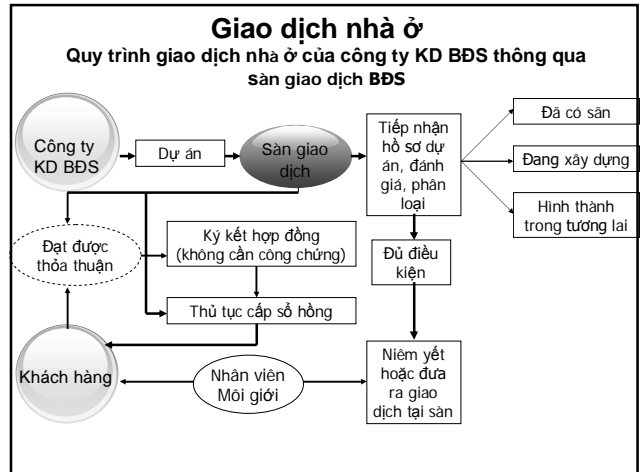 Giao dịch nhà ở
Quy trình giao dịch nhà ở của công ty KD BĐS thông qua
sàn giao dịch BĐS
Công ty
KD BĐS
Dự án
Sàn giao
dịch
Tiếp nhận
hồ sơ dự
án, đánh
giá, phân
loại
Đã có sãn
Đang xây dựng
Hình thành
trong tương lai
Đạt được
thỏa thuận
Ký kết hợp đồng
(không cần công chứng)
Đủ điều
kiện
Thủ tục cấp sổ hồng
Khách hàng
Nhân viên
Môi giới
Niêm yết
hoặc đưa
ra giao
dịch tại sàn